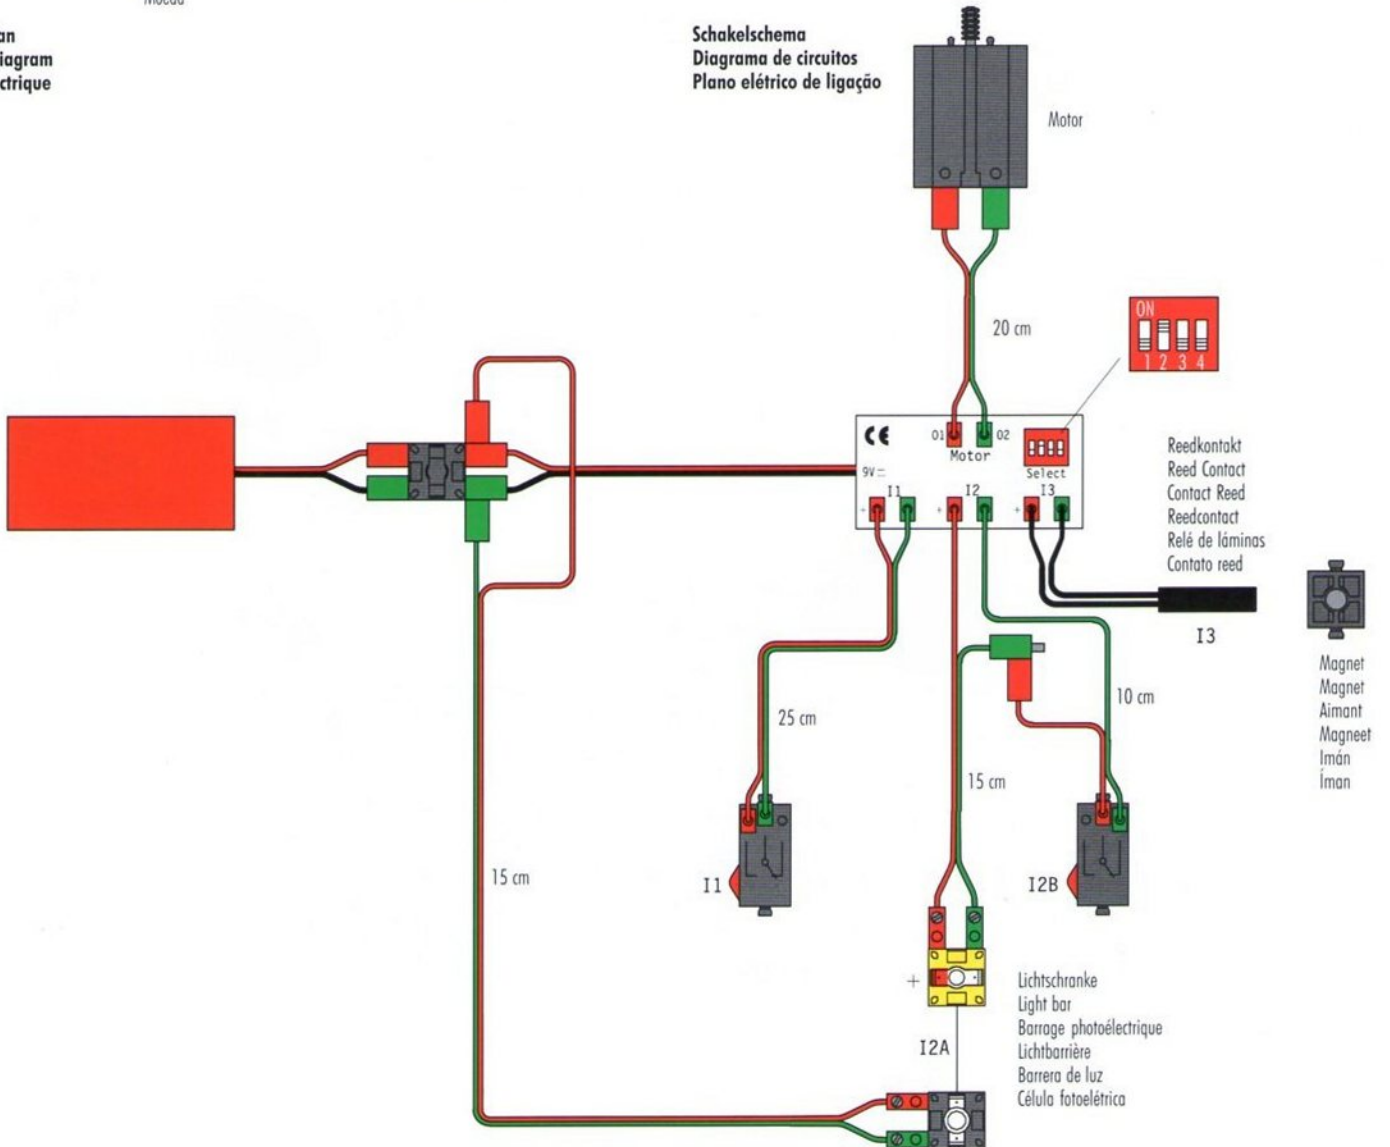 Schakelschema
Diagrama de circuitos
Plano elétrico de ligação
Motor
20 cm
ON
1 2 3 4
CE
O1
O2
Motor
9V
Select
I1
I2
I3
+
+
+
Reedkontakt
Reed Contact
Contact Reed
Reedcontact
Relé de láminas
Contato reed
I3
Magnet
Magnet
Aimant
Magneet
Imán
Íman
25 cm
10 cm
15 cm
15 cm
I1
I2B
+
Lichtschranke
Light bar
Barrage photoélectrique
Lichtbarrière
Barrera de luz
Célula fotoelétrica
I2A